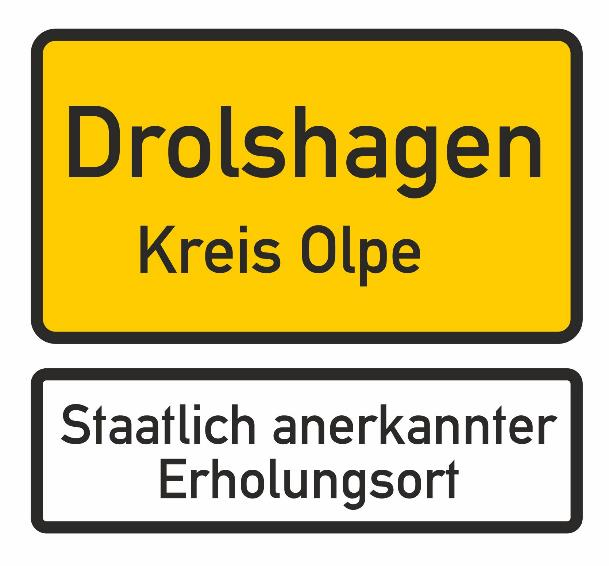 Drolshagen
Kreis Olpe
Staatlich anerkannter
Erholungsort